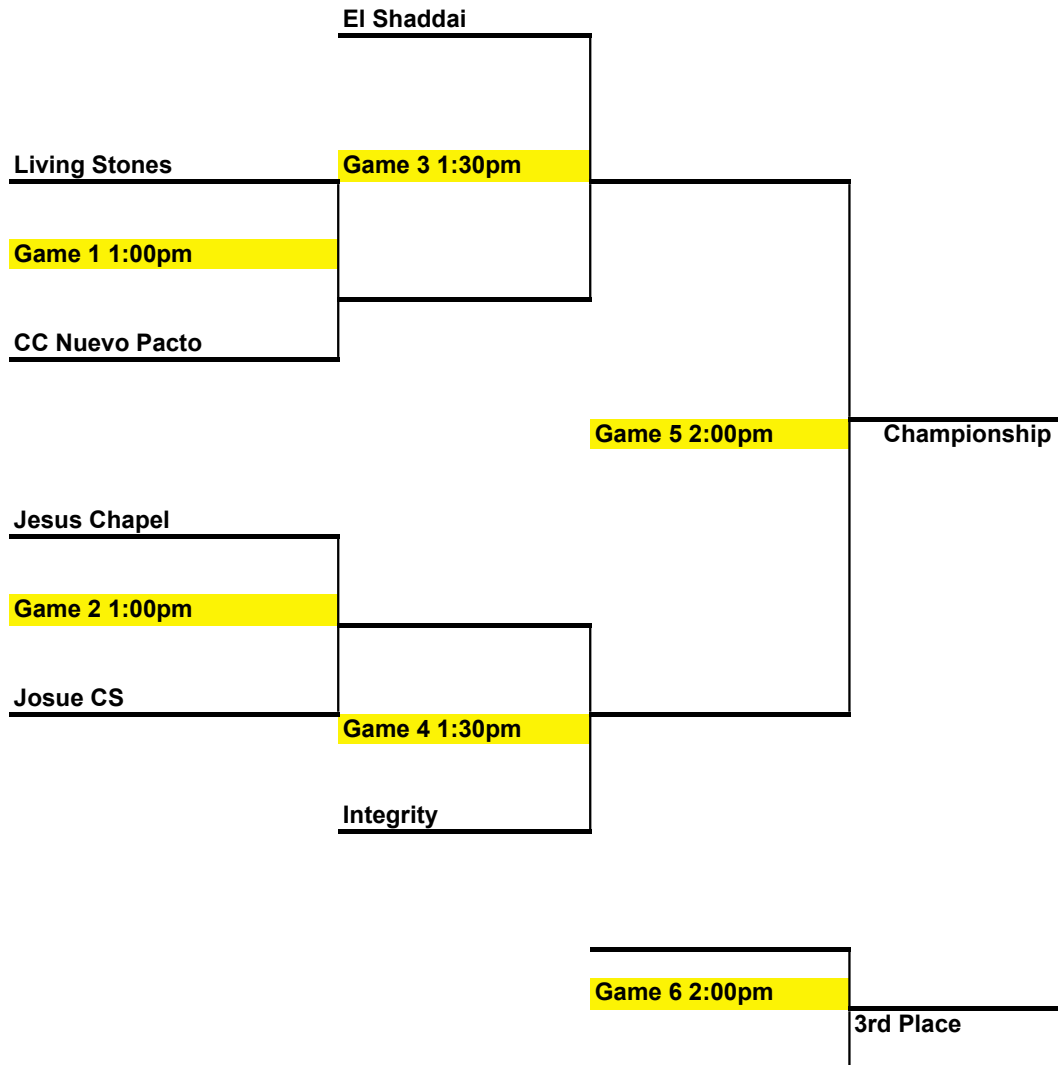 El Shaddai
Living Stones
Game 3 1:30pm
Game 1 1:00pm
CC Nuevo Pacto
Game 5 2:00pm
Championship
Jesus Chapel
Game 2 1:00pm
Josue CS
Game 4 1:30pm
Integrity
Game 6 2:00pm
3rd Place